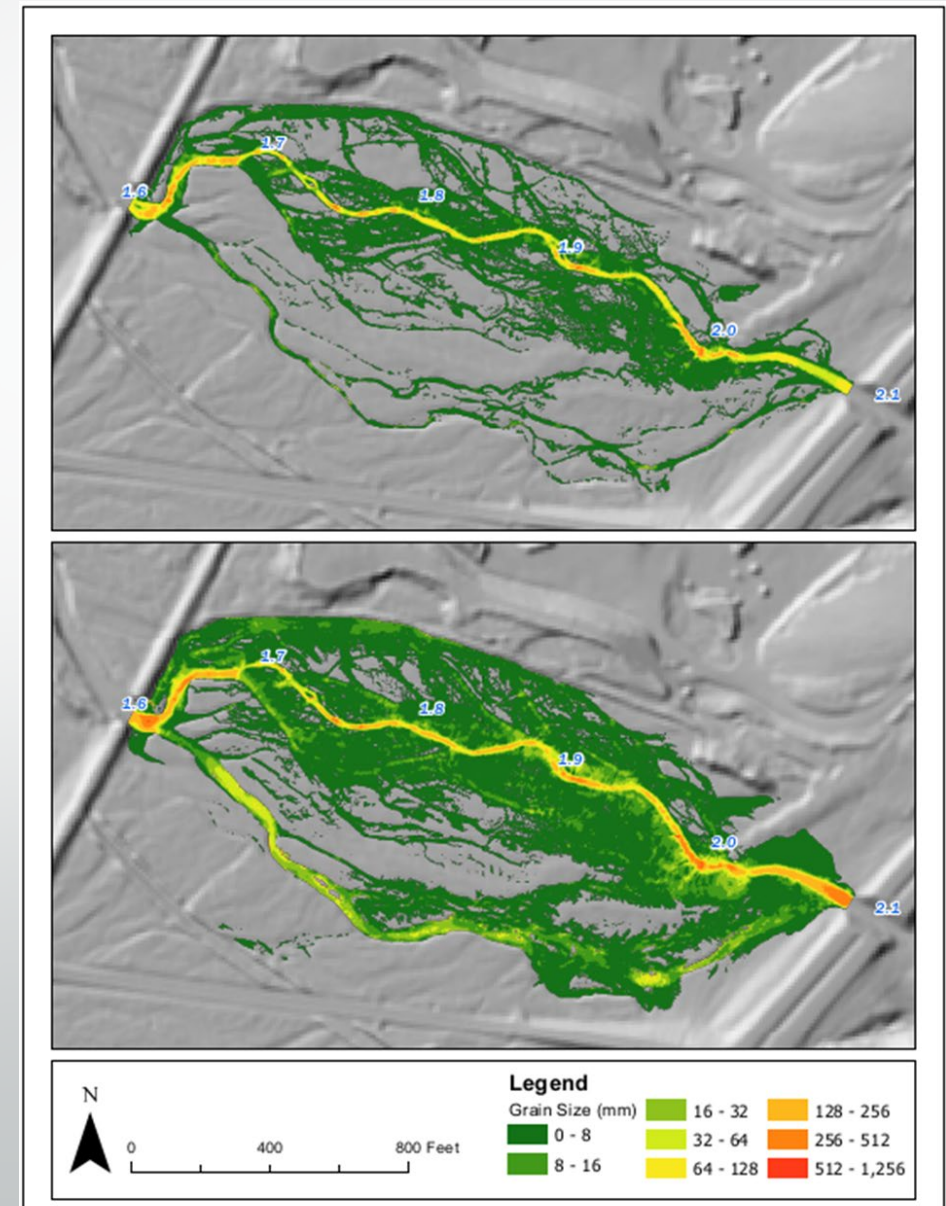 1.6
1.7
1.8
1.9
2.0
2.1
1.6
1.7
1.8
1.9
2.0
2.1
N
0 400 800 Feet
Legend
Grain Size (mm)
0 - 8
8 - 16
16 - 32
32 - 64
64 - 128
128 - 256
256 - 512
512 - 1,256